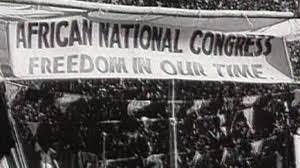 AFRICAN NATIONAL CONGRESS
FREEDOM IN OUR TIME.